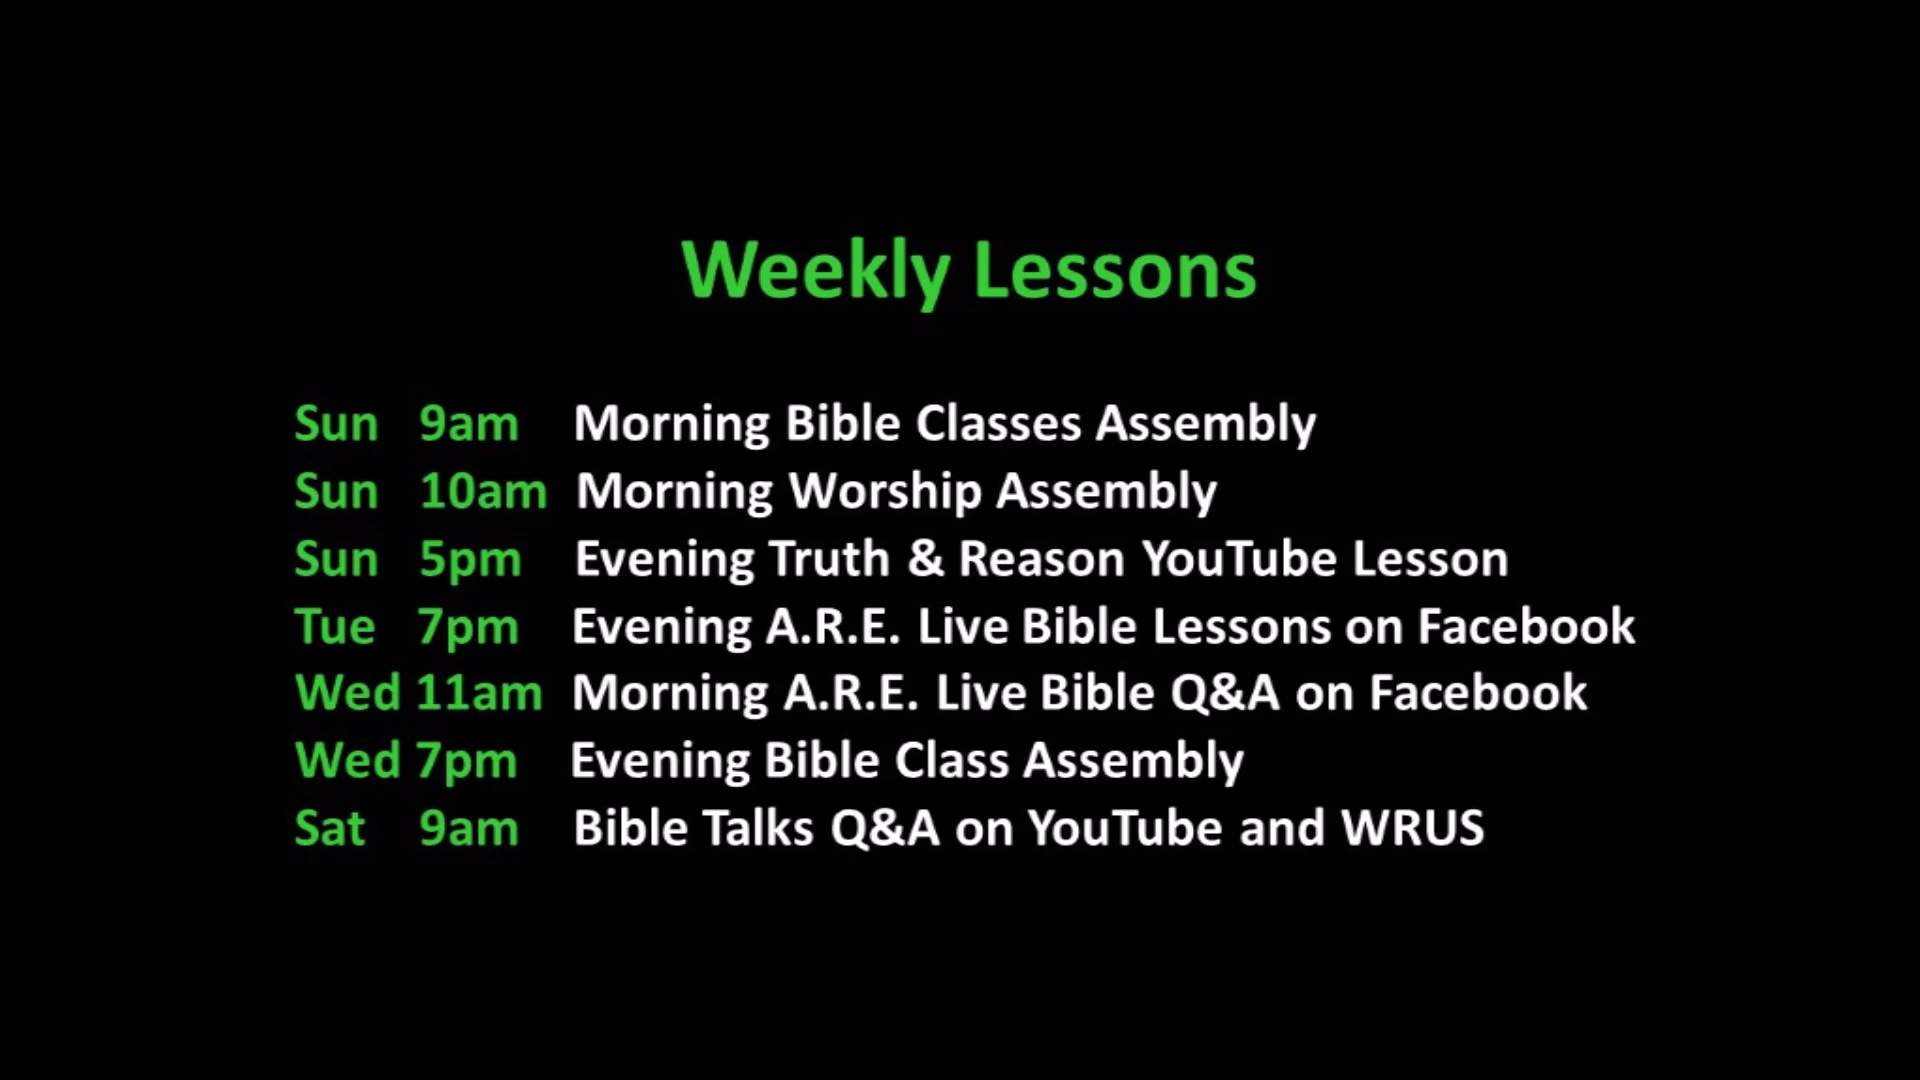 Weekly Lessons
Sun 9am Morning Bible Classes Assembly
Sun 10am Morning Worship Assembly
Sun 5pm Evening Truth & Reason YouTube Lesson
Tue 7pm Evening A.R.E. Live Bible Lessons on Facebook
Wed 11am Morning A.R.E. Live Bible Q&A on Facebook
Wed 7pm Evening Bible Class Assembly
Sat 9am Bible Talks Q&A on YouTube and WRUS